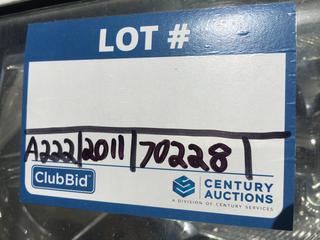 LOT #
A222|2011|70228|
ClubBid
CENTURY
AUCTIONS
A DIVISION OF CENTURY SERVICES